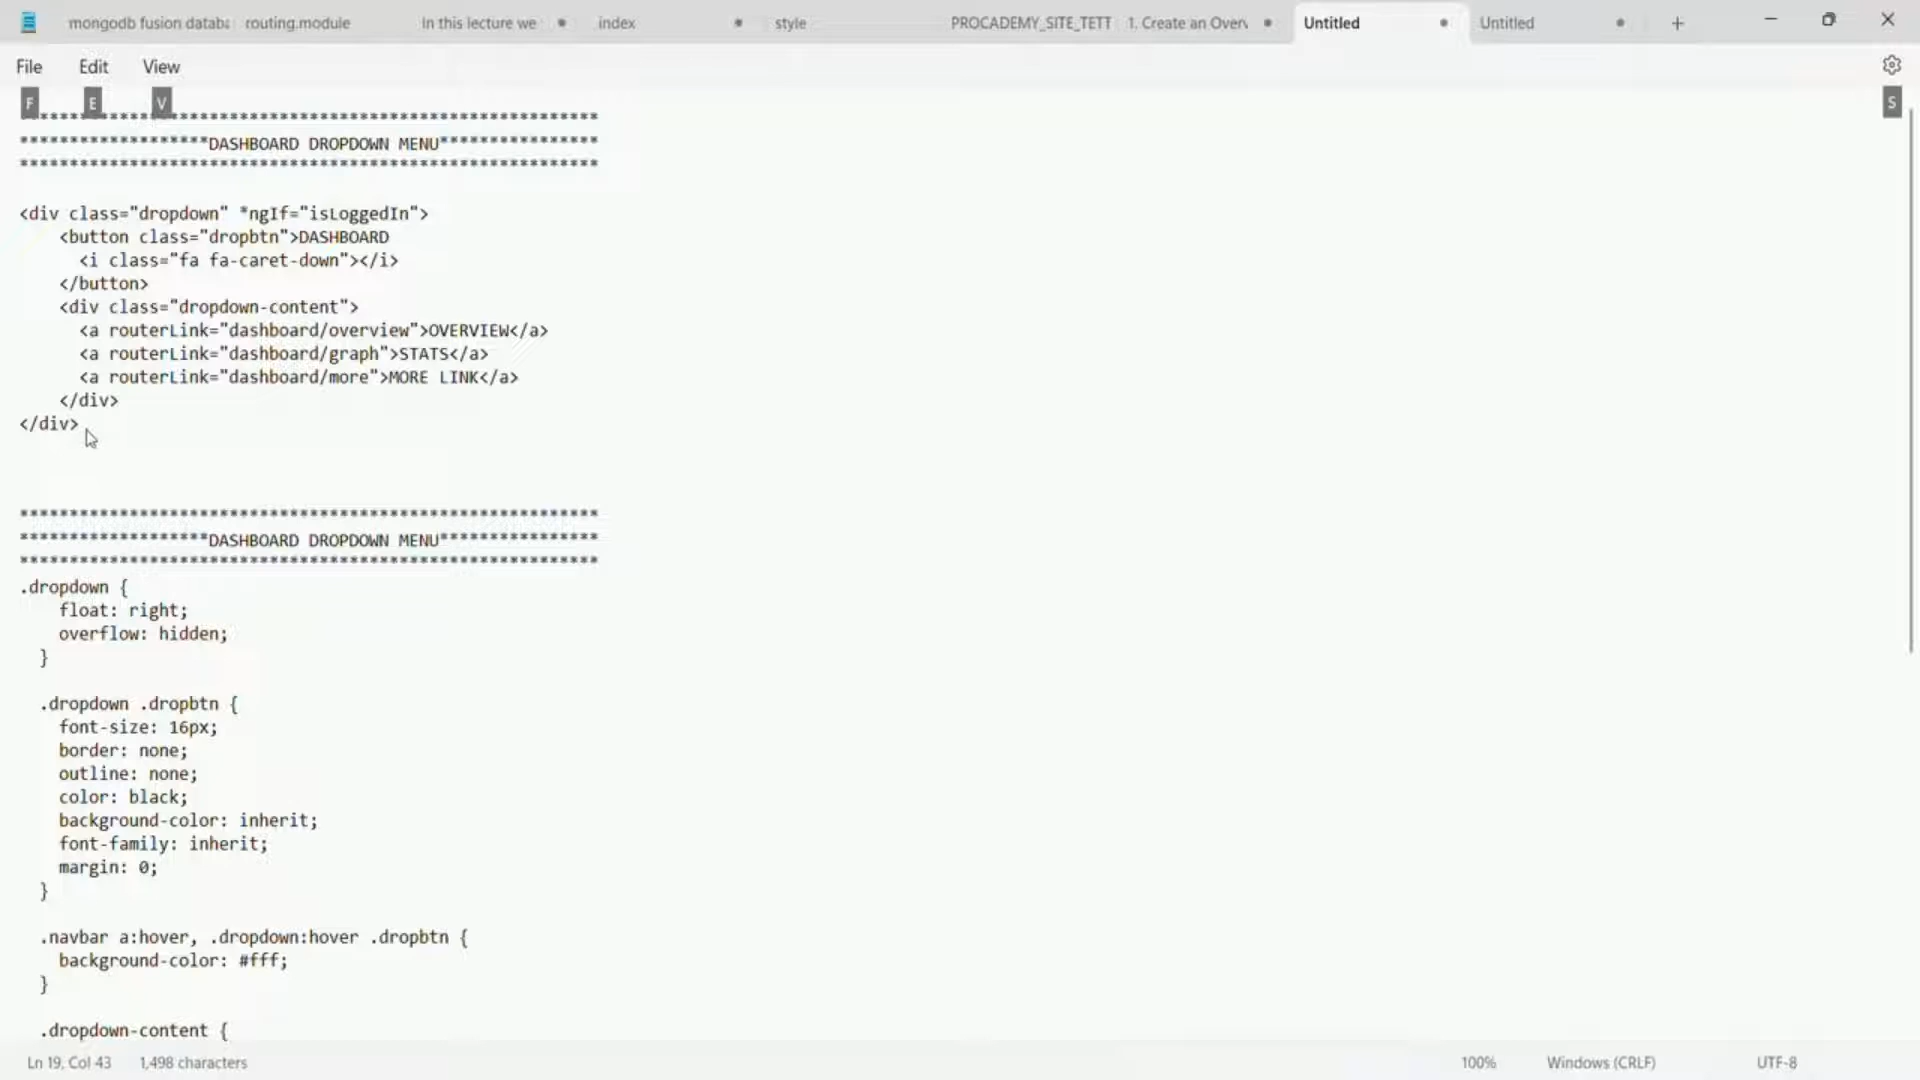 mongodb fusion databa routing.module In this lecture we index style PROCADEMY_SITE_TETT 1. Create an Overv Untitled Untitled
File Edit View
F E V S
**********************************************************
*******************DASHBOARD DROPDOWN MENU****************
**********************************************************
<div class="dropdown" *ngIf="isLoggedIn">
<button class="dropbtn">DASHBOARD
<i class="fa fa-caret-down"></i>
</button>
<div class="dropdown-content">
<a routerLink="dashboard/overview">OVERVIEW</a>
<a routerLink="dashboard/graph">STATS</a>
<a routerLink="dashboard/more">MORE LINK</a>
</div>
</div>
**********************************************************
*******************DASHBOARD DROPDOWN MENU****************
**********************************************************
.dropdown {
float: right;
overflow: hidden;
}
.dropdown .dropbtn {
font-size: 16px;
border: none;
outline: none;
color: black;
background-color: inherit;
font-family: inherit;
margin: 0;
}
.navbar a:hover, .dropdown:hover .dropbtn {
background-color: #fff;
}
.dropdown-content {
Ln 19, Col 43 1,498 characters 100% Windows (CRLF) UTF-8